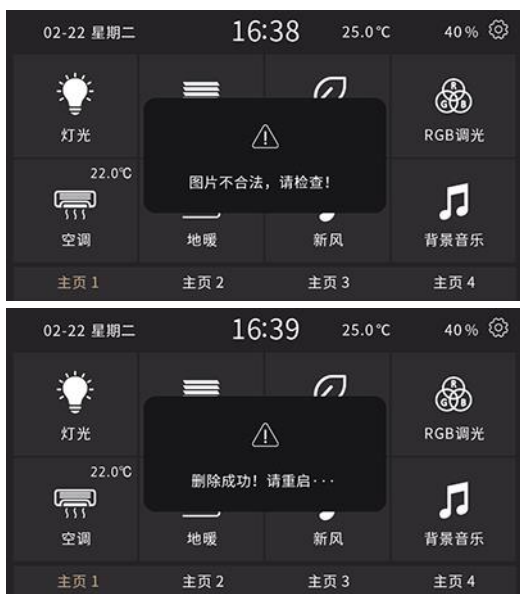 02-22 星期二 16:38 25.0℃ 40%
R
G B
灯光 RGB调光
图片不合法，请检查！
22.0℃
空调 地暖 新风 背景音乐
主页 1 主页 2 主页 3 主页 4
02-22 星期二 16:39 25.0℃ 40%
R
G B
灯光 RGB调光
删除成功！请重启···
22.0℃
空调 地暖 新风 背景音乐
主页 1 主页 2 主页 3 主页 4